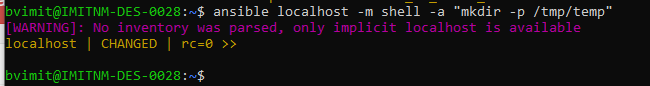 bvimit@IMITNM-DES-0028:~$ ansible localhost -m shell -a "mkdir -p /tmp/temp"
[WARNING]: No inventory was parsed, only implicit localhost is available
localhost | CHANGED | rc=0 >>
bvimit@IMITNM-DES-0028:~$